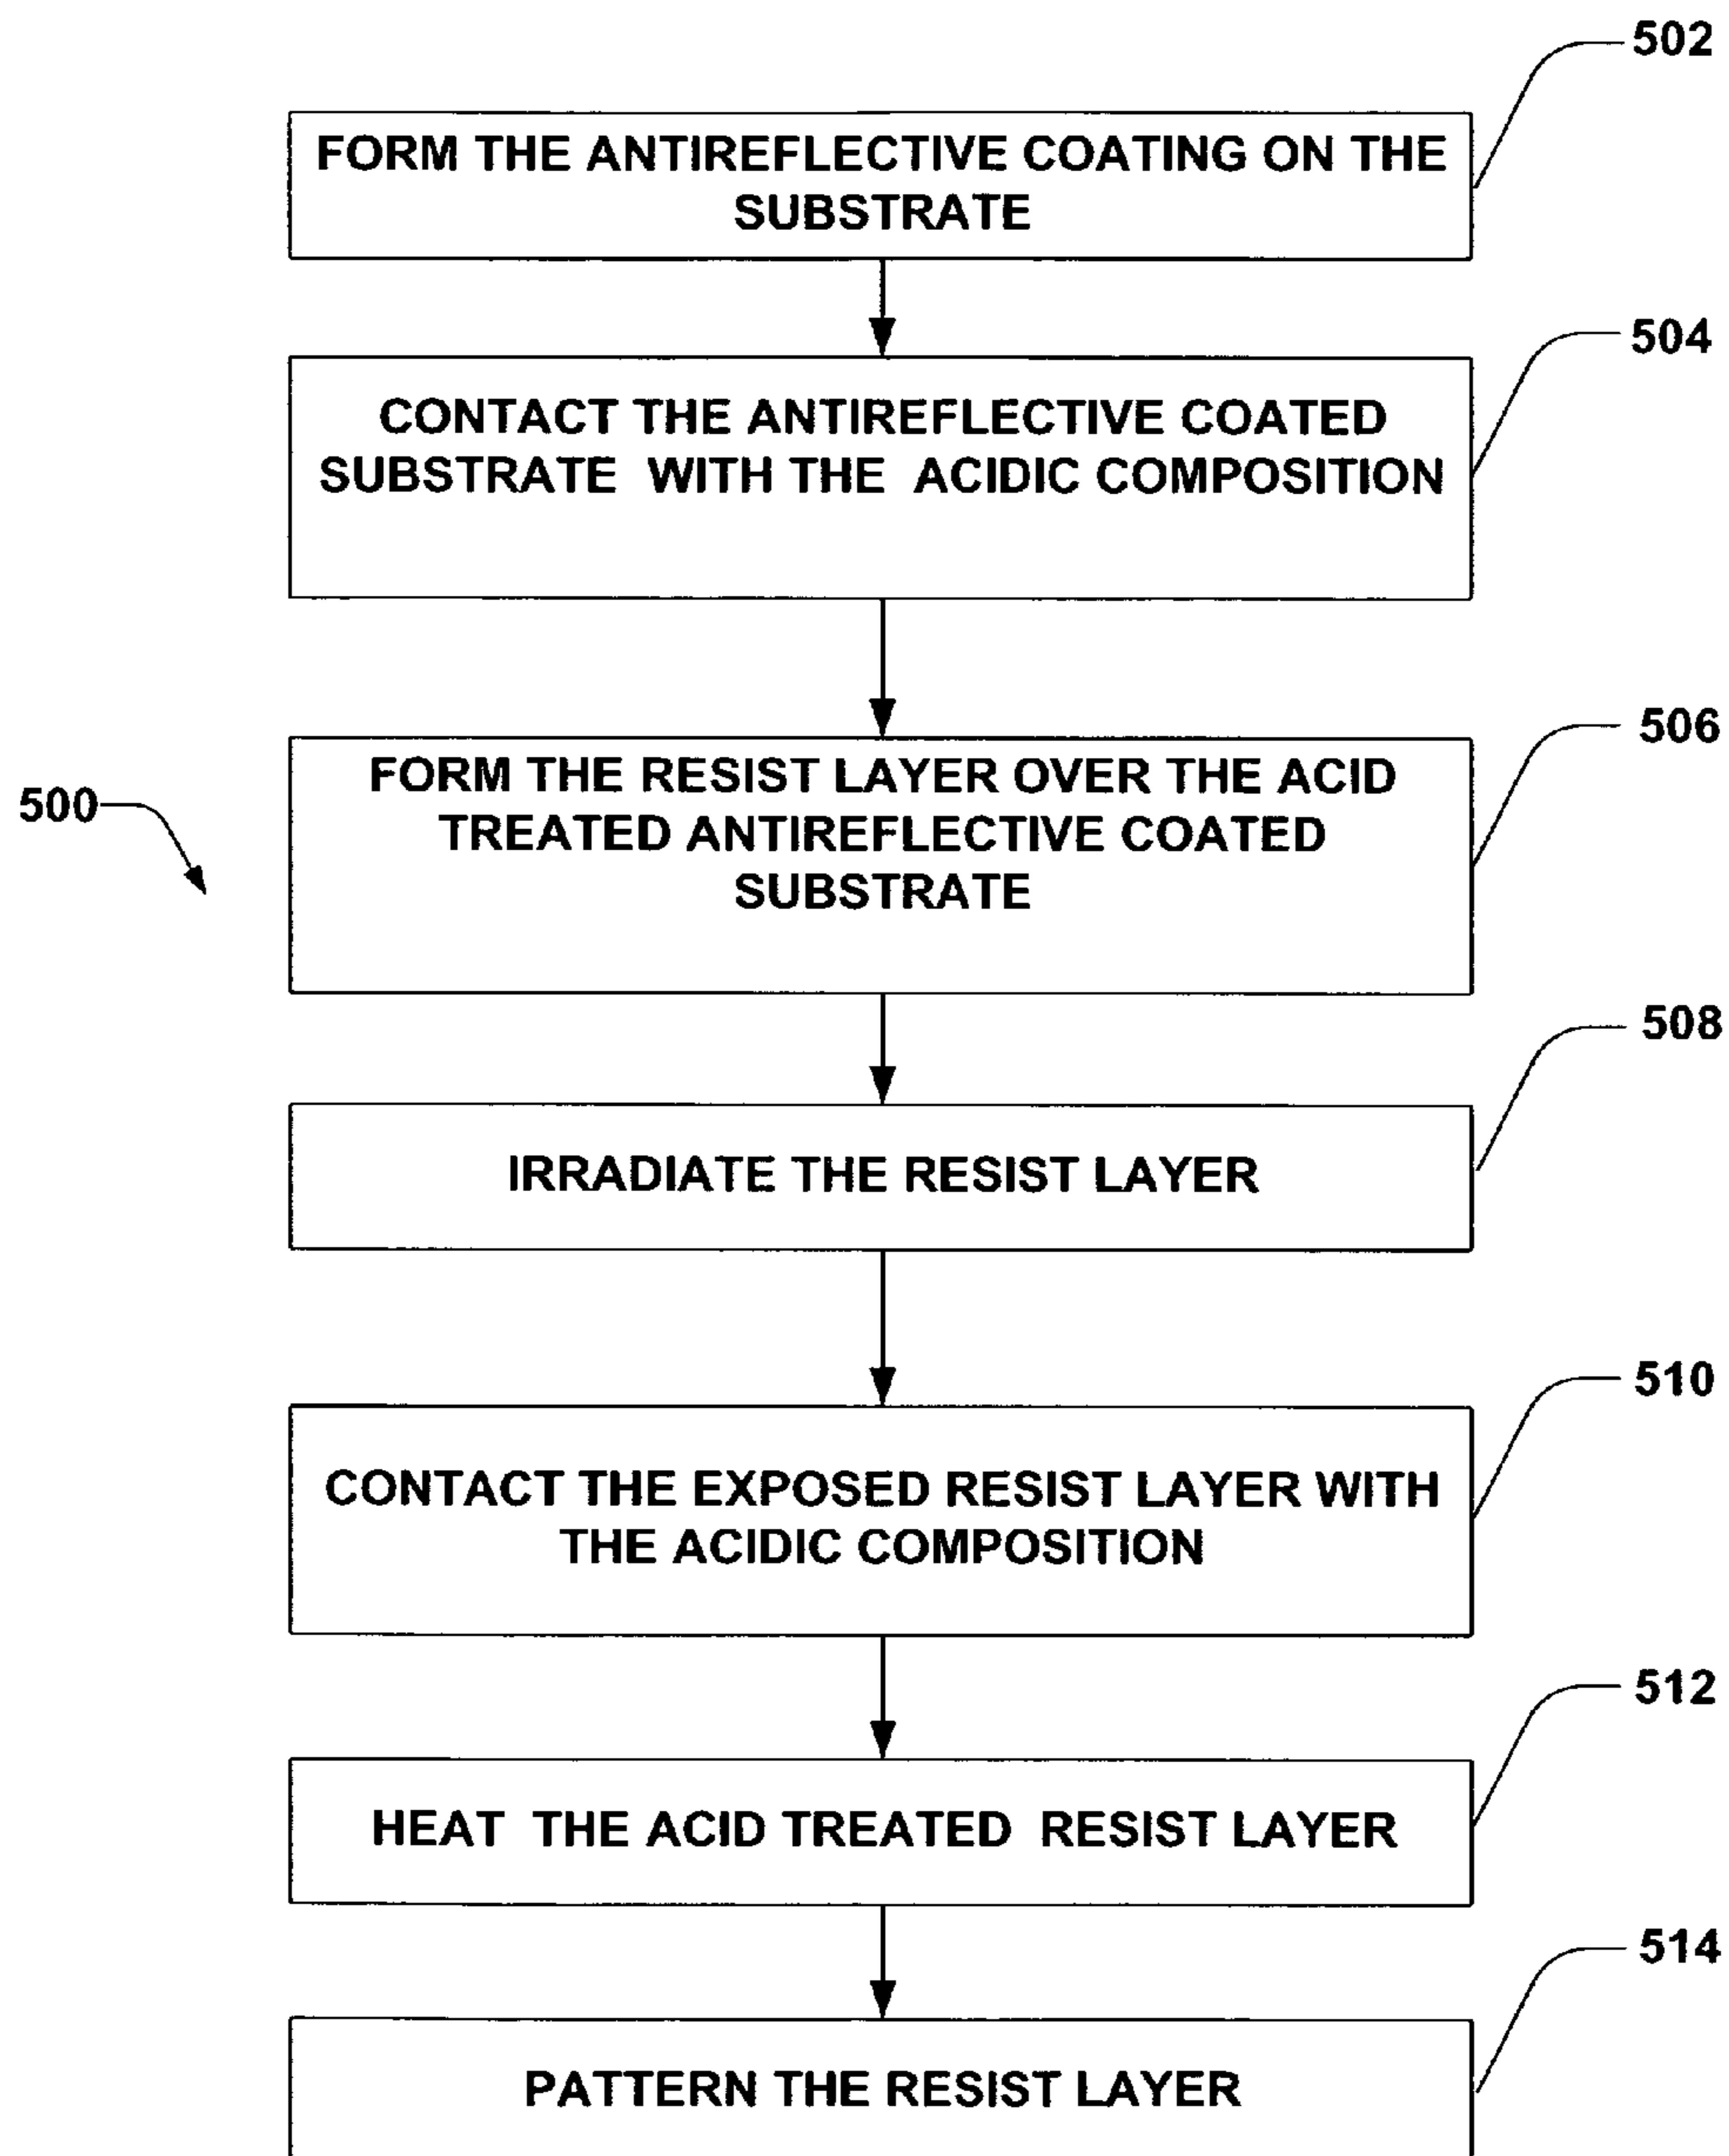 502
FORM THE ANTIREFLECTIVE COATING ON THE
SUBSTRATE
504
CONTACT THE ANTIREFLECTIVE COATED
SUBSTRATE WITH THE ACIDIC COMPOSITION
506
FORM THE RESIST LAYER OVER THE ACID
TREATED ANTIREFLECTIVE COATED
SUBSTRATE
500
508
IRRADIATE THE RESIST LAYER
510
CONTACT THE EXPOSED RESIST LAYER WITH
THE ACIDIC COMPOSITION
512
HEAT THE ACID TREATED RESIST LAYER
514
PATTERN THE RESIST LAYER